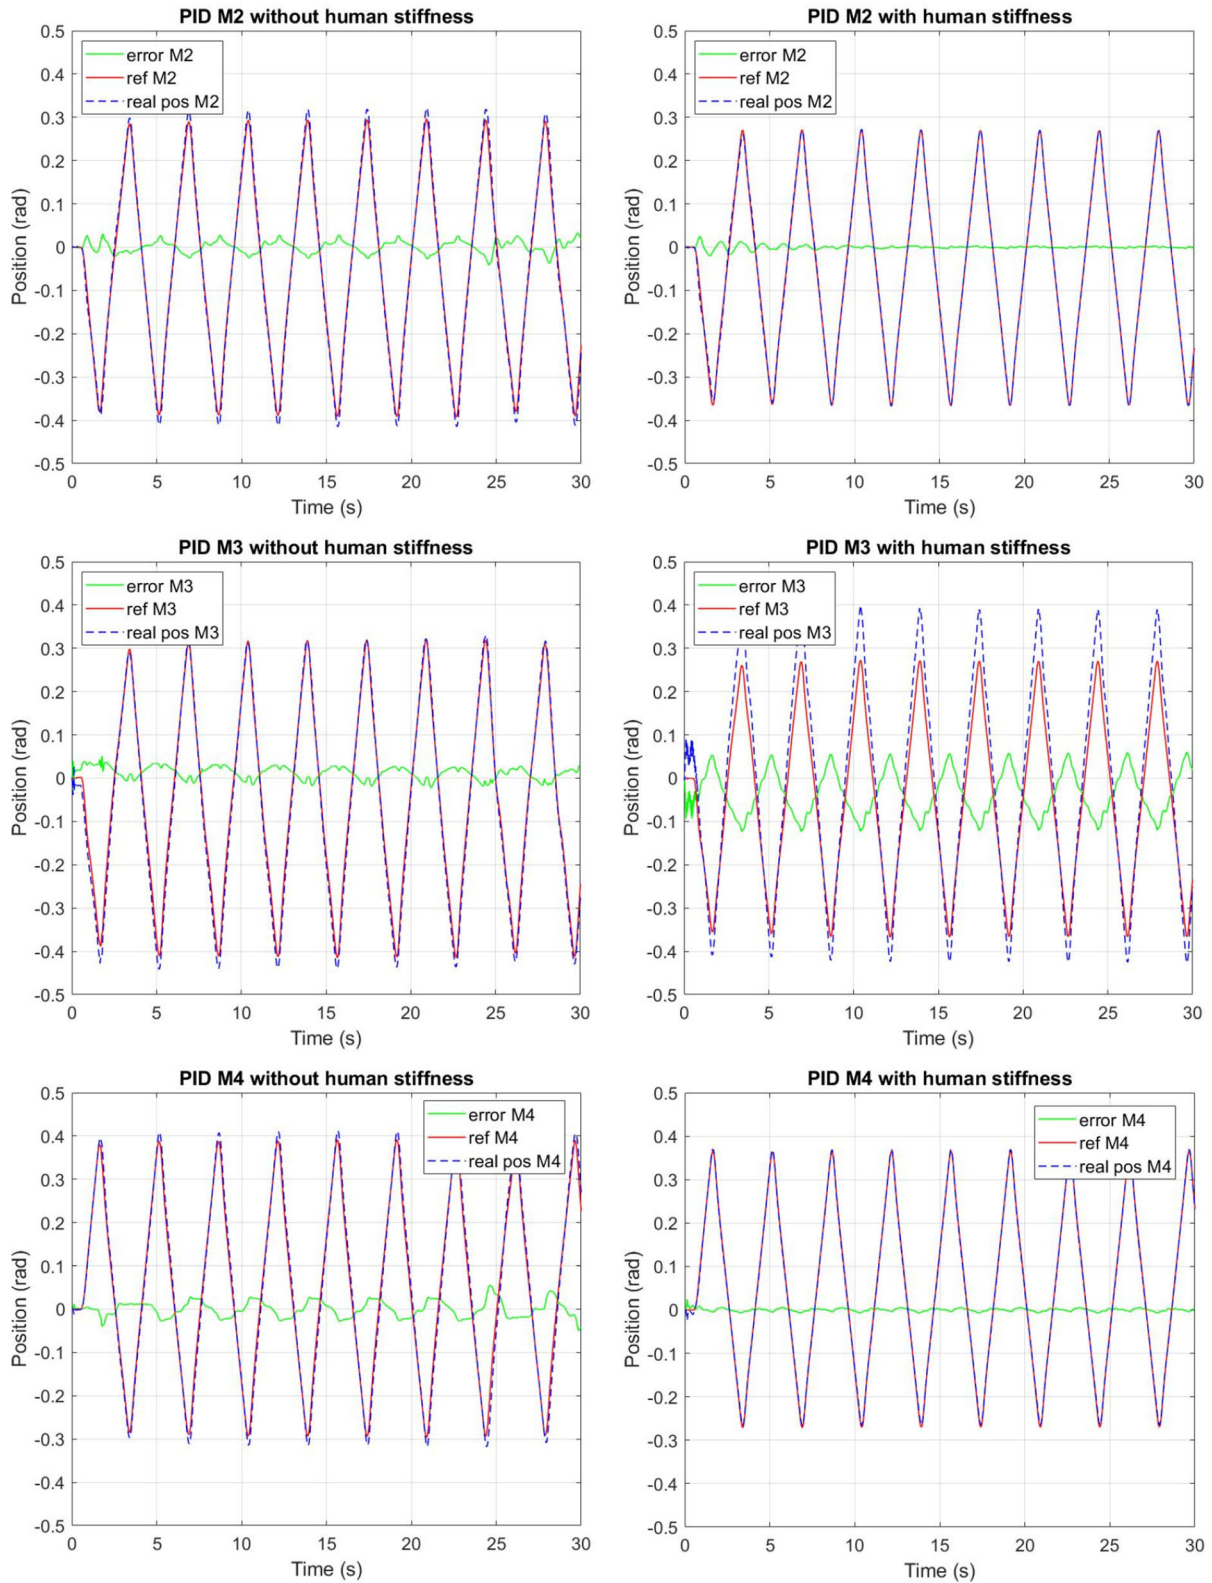 PID M2 without human stiffness
0.5
0.4
0.3
0.2
0.1
0
-0.1
-0.2
-0.3
-0.4
-0.5
Position (rad)
error M2
ref M2
real pos M2
0 5 10 15 20 25 30
Time (s)
PID M2 with human stiffness
0.5
0.4
0.3
0.2
0.1
0
-0.1
-0.2
-0.3
-0.4
-0.5
Position (rad)
error M2
ref M2
real pos M2
0 5 10 15 20 25 30
Time (s)
PID M3 without human stiffness
0.5
0.4
0.3
0.2
0.1
0
-0.1
-0.2
-0.3
-0.4
-0.5
Position (rad)
error M3
ref M3
real pos M3
0 5 10 15 20 25 30
Time (s)
PID M3 with human stiffness
0.5
0.4
0.3
0.2
0.1
0
-0.1
-0.2
-0.3
-0.4
-0.5
Position (rad)
error M3
ref M3
real pos M3
0 5 10 15 20 25 30
Time (s)
PID M4 without human stiffness
0.5
0.4
0.3
0.2
0.1
0
-0.1
-0.2
-0.3
-0.4
-0.5
Position (rad)
error M4
ref M4
real pos M4
0 5 10 15 20 25 30
Time (s)
PID M4 with human stiffness
0.5
0.4
0.3
0.2
0.1
0
-0.1
-0.2
-0.3
-0.4
-0.5
Position (rad)
error M4
ref M4
real pos M4
0 5 10 15 20 25 30
Time (s)